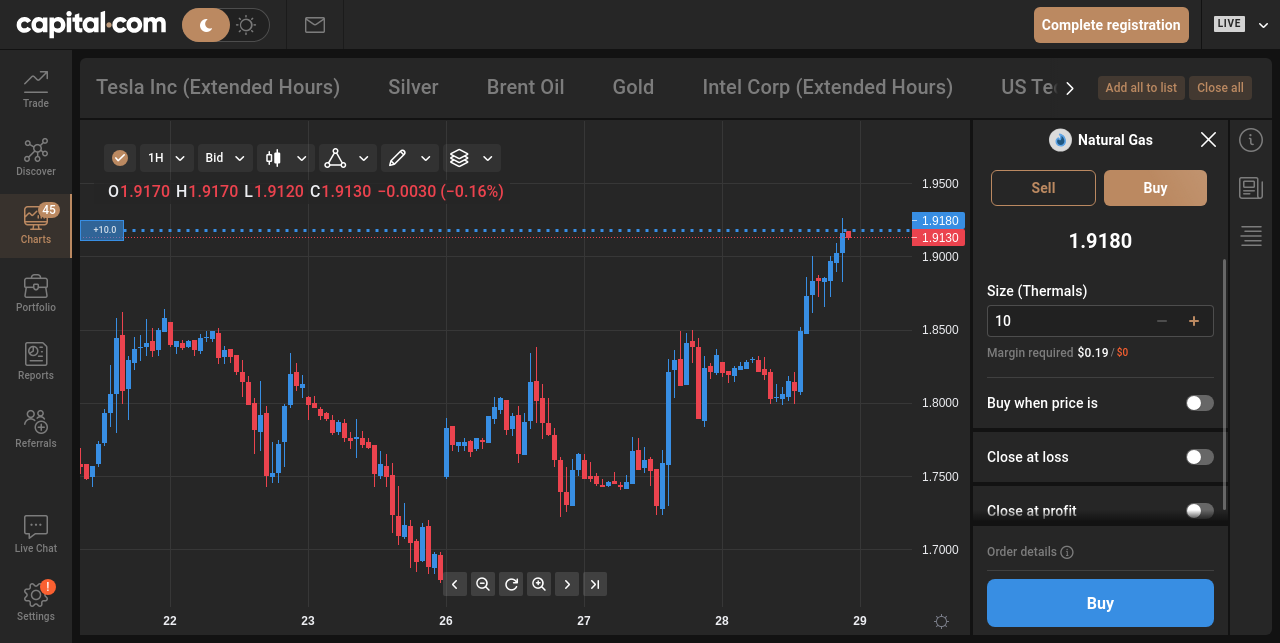 capital.com
Complete registration
LIVE
Trade
Discover
45
Charts
Portfolio
Reports
Referrals
Live Chat
!
Settings
Tesla Inc (Extended Hours)
Silver
Brent Oil
Gold
Intel Corp (Extended Hours)
US Te
Add all to list
Close all
1H
Bid
O1.9170 H1.9170 L1.9120 C1.9130 −0.0030 (−0.16%)
+10.0
1.9500
1.9180
1.9130
1.9000
1.8500
1.8000
1.7500
1.7000
22
23
26
27
28
29
Natural Gas
Sell
Buy
1.9180
Size (Thermals)
10
Margin required $0.19 / $0
Buy when price is
Close at loss
Close at profit
Order details
Buy